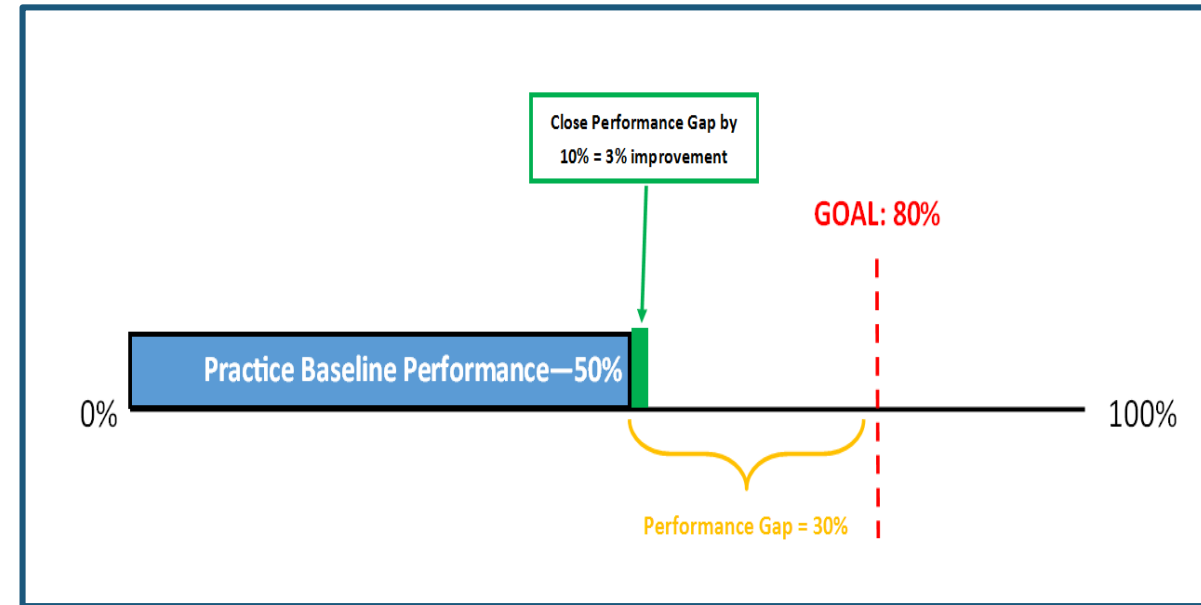 Close Performance Gap by
10% = 3% improvement
GOAL: 80%
Practice Baseline Performance—50%
0%
100%
Performance Gap = 30%